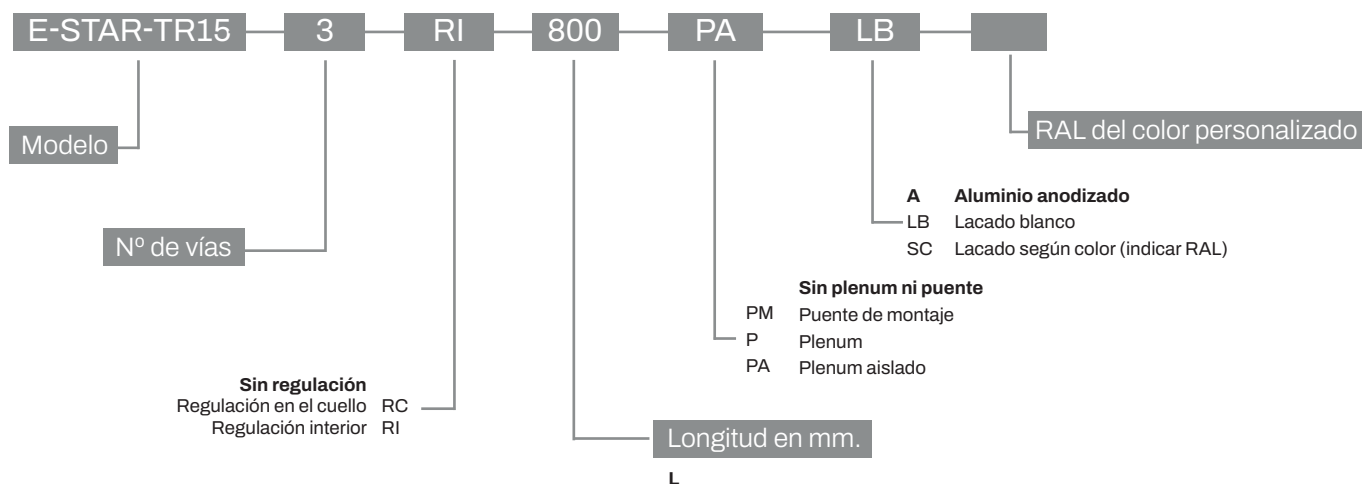 E-STAR-TR15 3 RI 800 PA LB
Modelo
RAL del color personalizado
A Aluminio anodizado
LB Lacado blanco
SC Lacado según color (indicar RAL)
Nº de vías
Sin plenum ni puente
PM Puente de montaje
P Plenum
PA Plenum aislado
Sin regulación
Regulación en el cuello RC
Regulación interior RI
Longitud en mm.
L